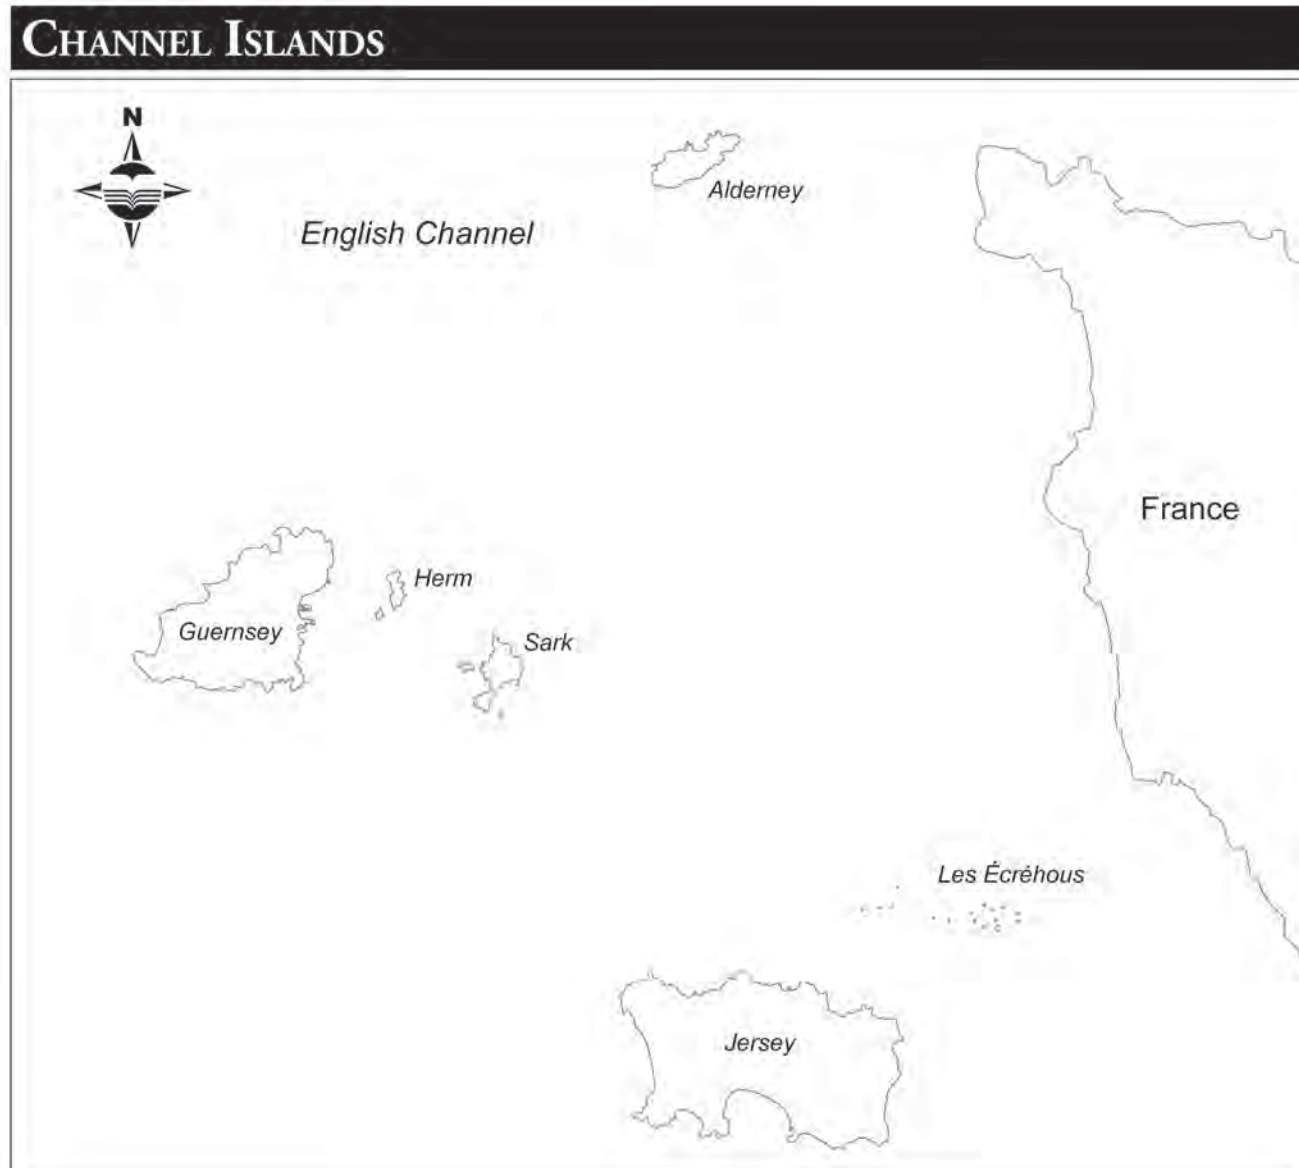 CHANNEL ISLANDS
N
Alderney
English Channel
France
Herm
Guernsey
Sark
Les Écréhous
Jersey